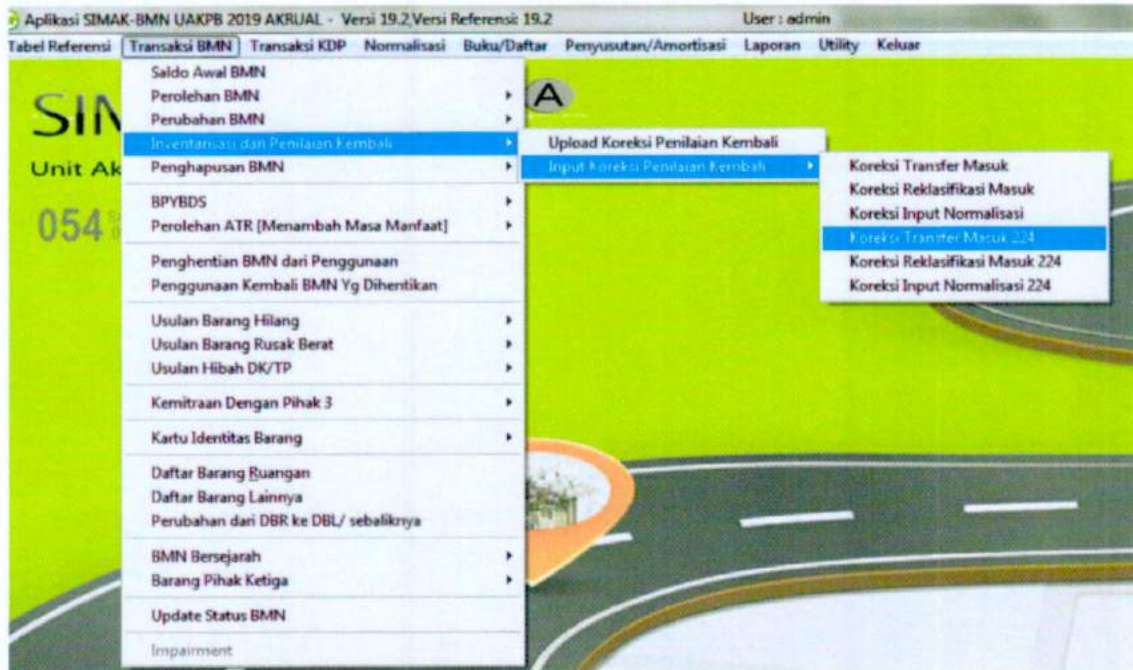 Aplikasi SIMAK-BMN UAKPB 2019 AKRUAL - Versi 19.2,Versi Referensi: 19.2 User : admin
Tabel Referensi Transaksi BMN Transaksi KDP Normalisasi Buku/Daftar Penyusutan/Amortisasi Laporan Utility Keluar
SIM A
Unit Ak
054
Saldo Awal BMN
Perolehan BMN
Perubahan BMN
Inventarisasi dan Penilaian Kembali
Penghapusan BMN
BPYBDS
Perolehan ATR [Menambah Masa Manfaat]
Penghentian BMN dari Penggunaan
Penggunaan Kembali BMN Yg Dihentikan
Usulan Barang Hilang
Usulan Barang Rusak Berat
Usulan Hibah DK/TP
Kemitraan Dengan Pihak 3
Kartu Identitas Barang
Daftar Barang Ruangan
Daftar Barang Lainnya
Perubahan dari DBR ke DBL/ sebaliknya
BMN Bersejarah
Barang Pihak Ketiga
Update Status BMN
Impairment
Upload Koreksi Penilaian Kembali
Input Koreksi Penilaian Kembali
Koreksi Transfer Masuk
Koreksi Reklasifikasi Masuk
Koreksi Input Normalisasi
Koreksi Transfer Masuk 224
Koreksi Reklasifikasi Masuk 224
Koreksi Input Normalisasi 224